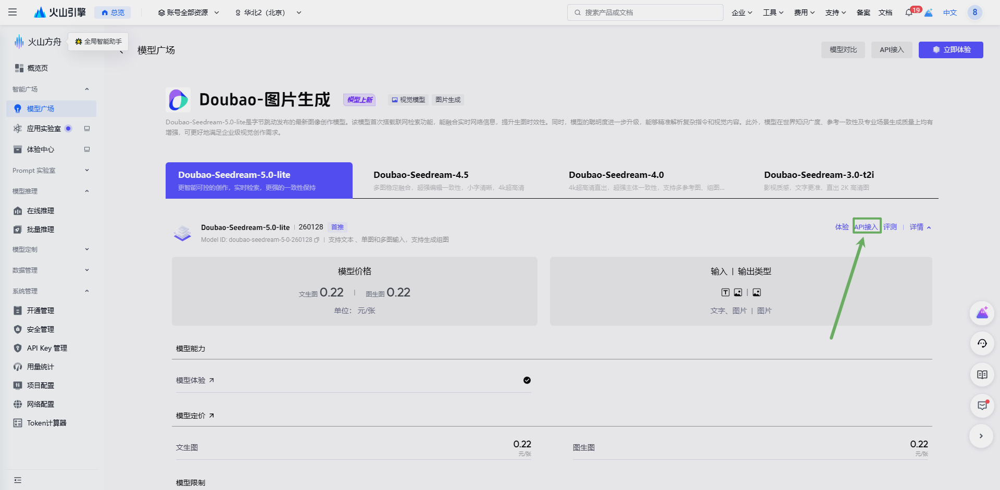 火山引擎
总览
账号全部资源
华北2（北京）
搜索产品或文档
企业
工具
费用
支持
备案
文档
19
中文
8
火山方舟
全局智能助手
模型广场
模型对比
API接入
立即体验
概览页
智能广场
模型广场
应用实验室
体验中心
Prompt 实验室
模型推理
在线推理
批量推理
模型定制
数据管理
系统管理
开通管理
安全管理
API Key 管理
用量统计
项目配置
网络配置
Token计算器
Doubao-图片生成
模型上新
视觉模型
图片生成
Doubao-Seedream-5.0-lite是字节跳动发布的最新图像创作模型。该模型首次搭载联网检索功能，能融合实时网络信息，提升生图时效性。同时，模型的聪明度进一步升级，能够精准解析复杂指令和视觉内容。此外，模型在世界知识广度、参考一致性及专业场景生成质量上均有
增强，可更好地满足企业级视觉创作需求。
Doubao-Seedream-5.0-lite
更智能可控的创作，实时检索，更强的一致性保持
Doubao-Seedream-4.5
多图稳定融合，超强编辑一致性，小字清晰，4k超高清
Doubao-Seedream-4.0
4k超高清直出，超强主体一致性，支持多参考图、组图...
Doubao-Seedream-3.0-t2i
影视质感，文字更准，直出 2K 高清图
Doubao-Seedream-5.0-lite | 260128 首推
体验 API接入 评测 | 详情
Model ID: doubao-seedream-5-0-260128 | 支持文本 、单图和多图输入，支持生成组图
模型价格
文生图 0.22 | 图生图 0.22
单位： 元/张
输入 | 输出类型
文字、图片 | 图片
模型能力
模型体验
模型定价
文生图
0.22
元/张
图生图
0.22
元/张
模型限制